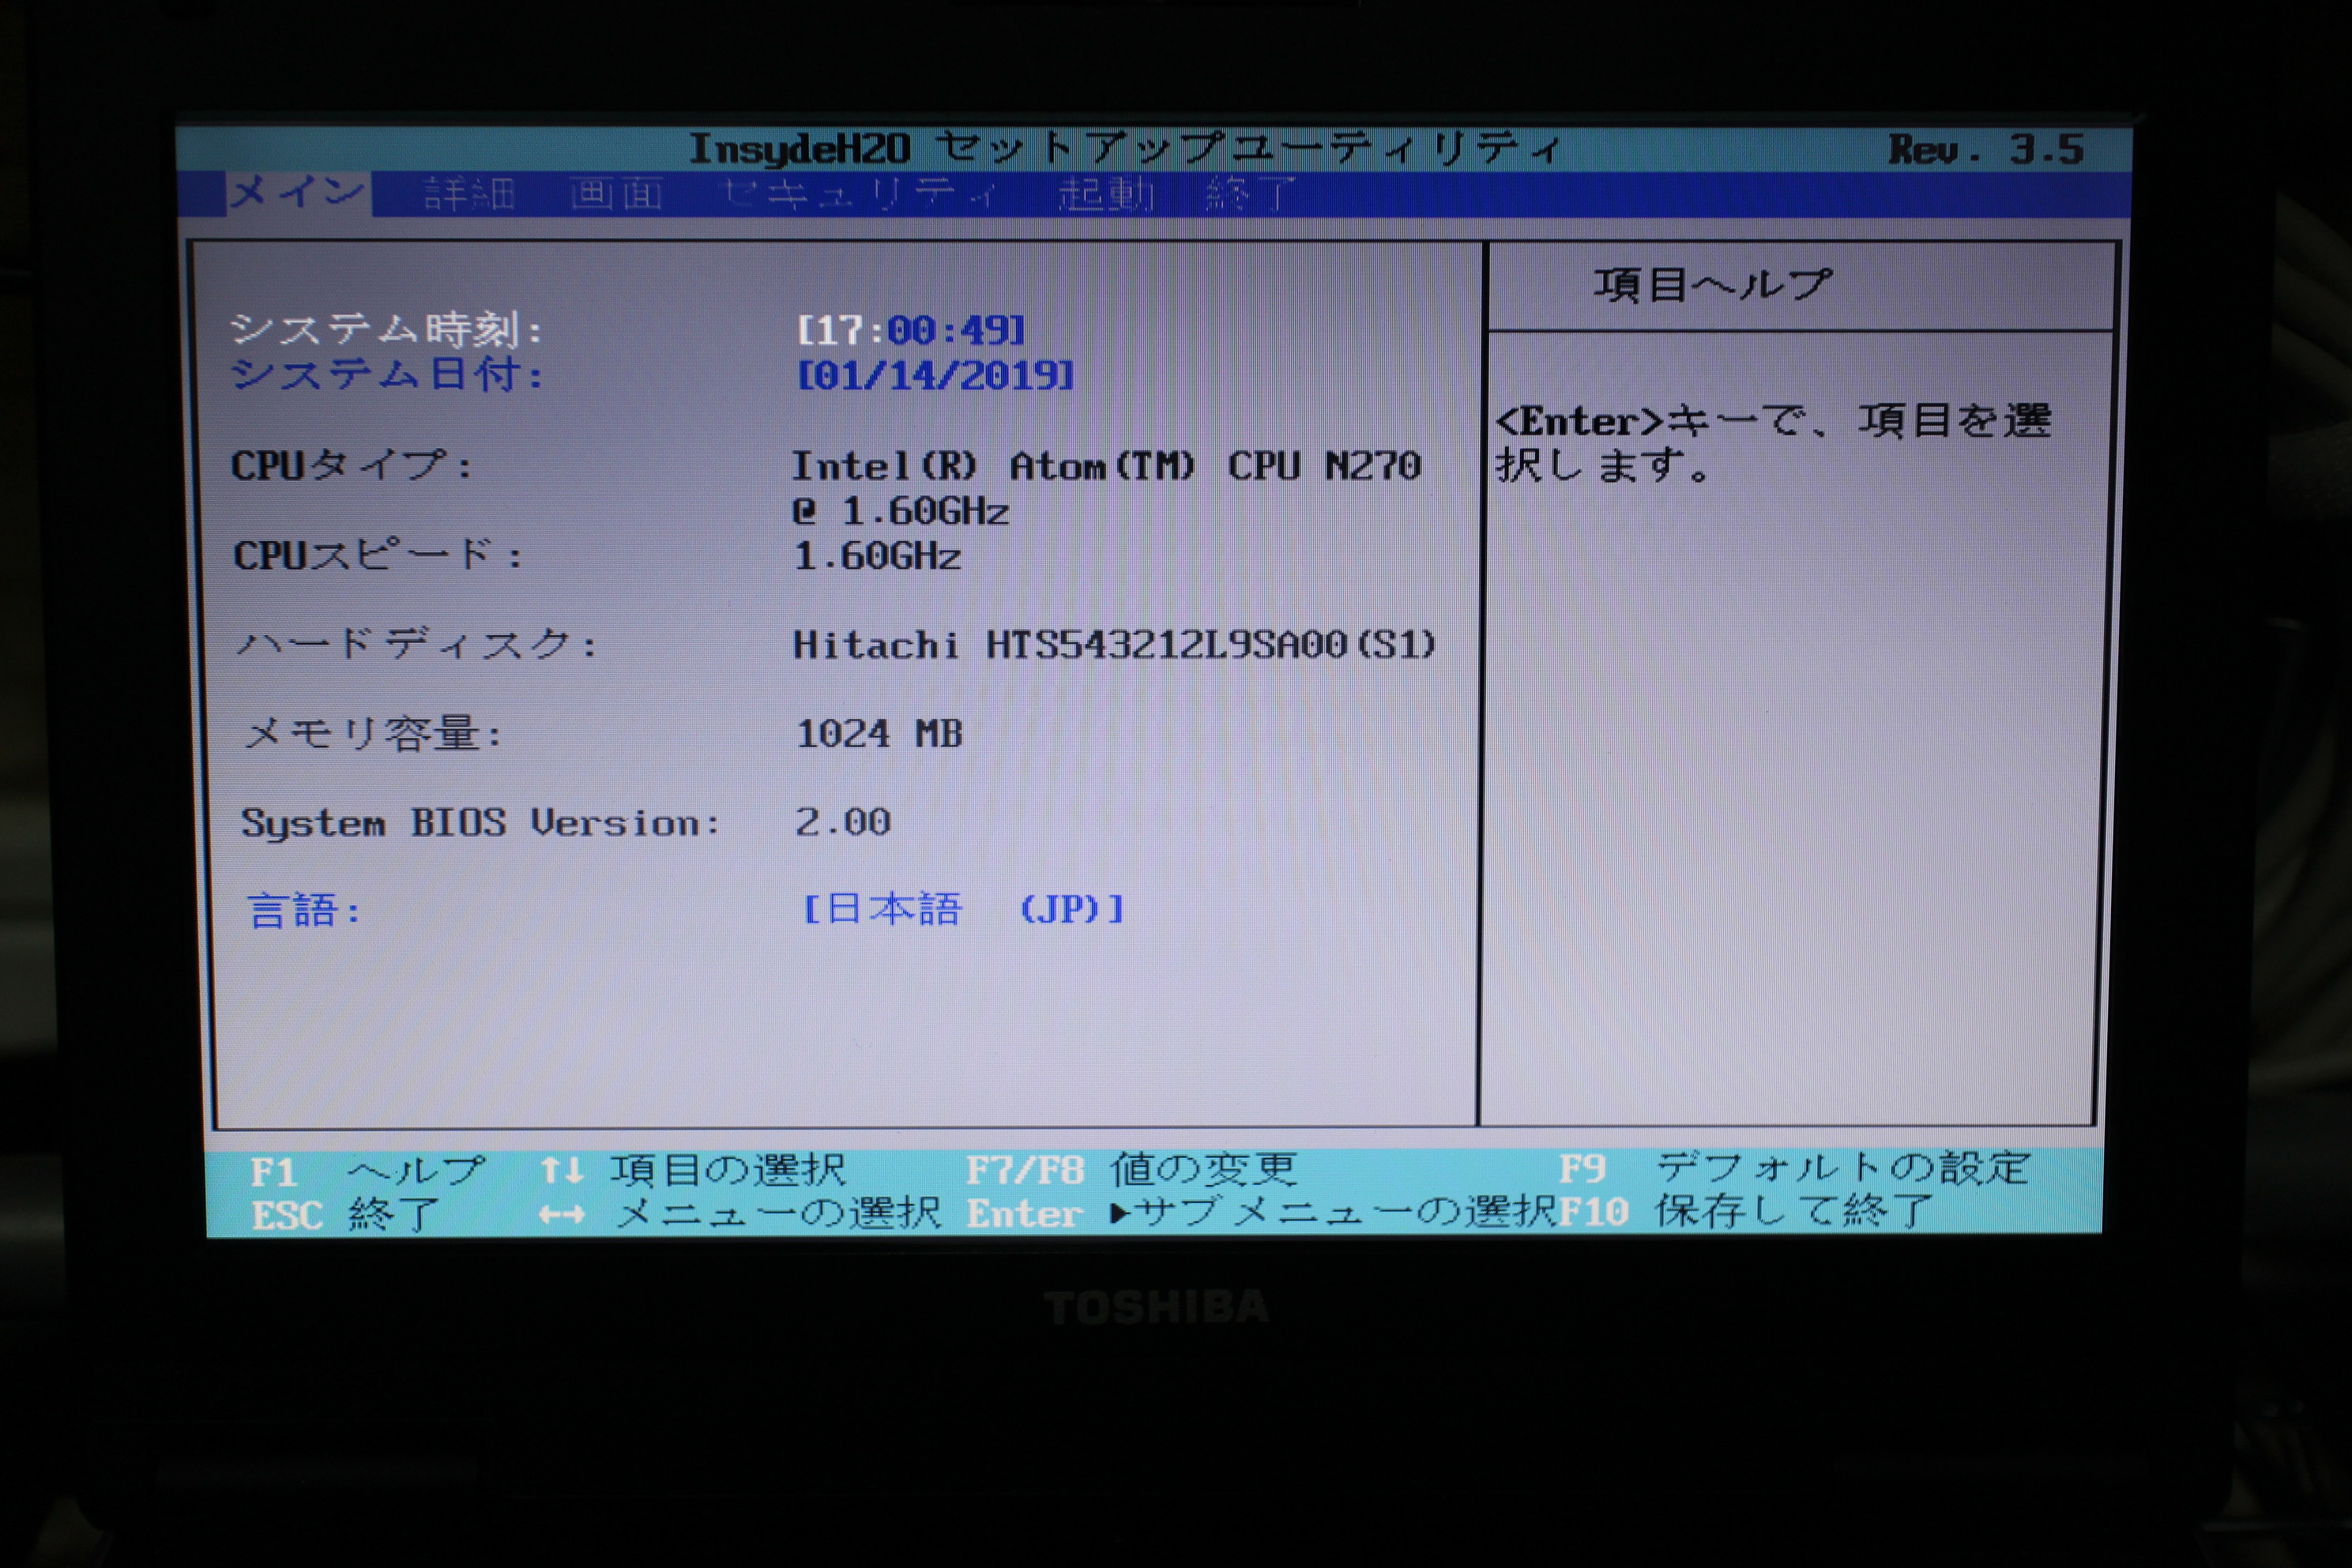 InsydeH2O セットアップユーティリティ Rev. 3.5
メイン 詳細 画面 セキュリティ 起動 終了
項目ヘルプ
システム時刻: [17:00:49]
システム日付: [01/14/2019]
<Enter>キーで、項目を選
択します。
CPUタイプ: Intel(R) Atom(TM) CPU N270
@ 1.60GHz
CPUスピード: 1.60GHz
ハードディスク: Hitachi HTS543212L9SA00(S1)
メモリ容量: 1024 MB
System BIOS Version: 2.00
言語: [日本語 (JP)]
F1 ヘルプ ↑↓ 項目の選択 F7/F8 値の変更 F9 デフォルトの設定
ESC 終了 ←→ メニューの選択 Enter ▶サブメニューの選択 F10 保存して終了
TOSHIBA